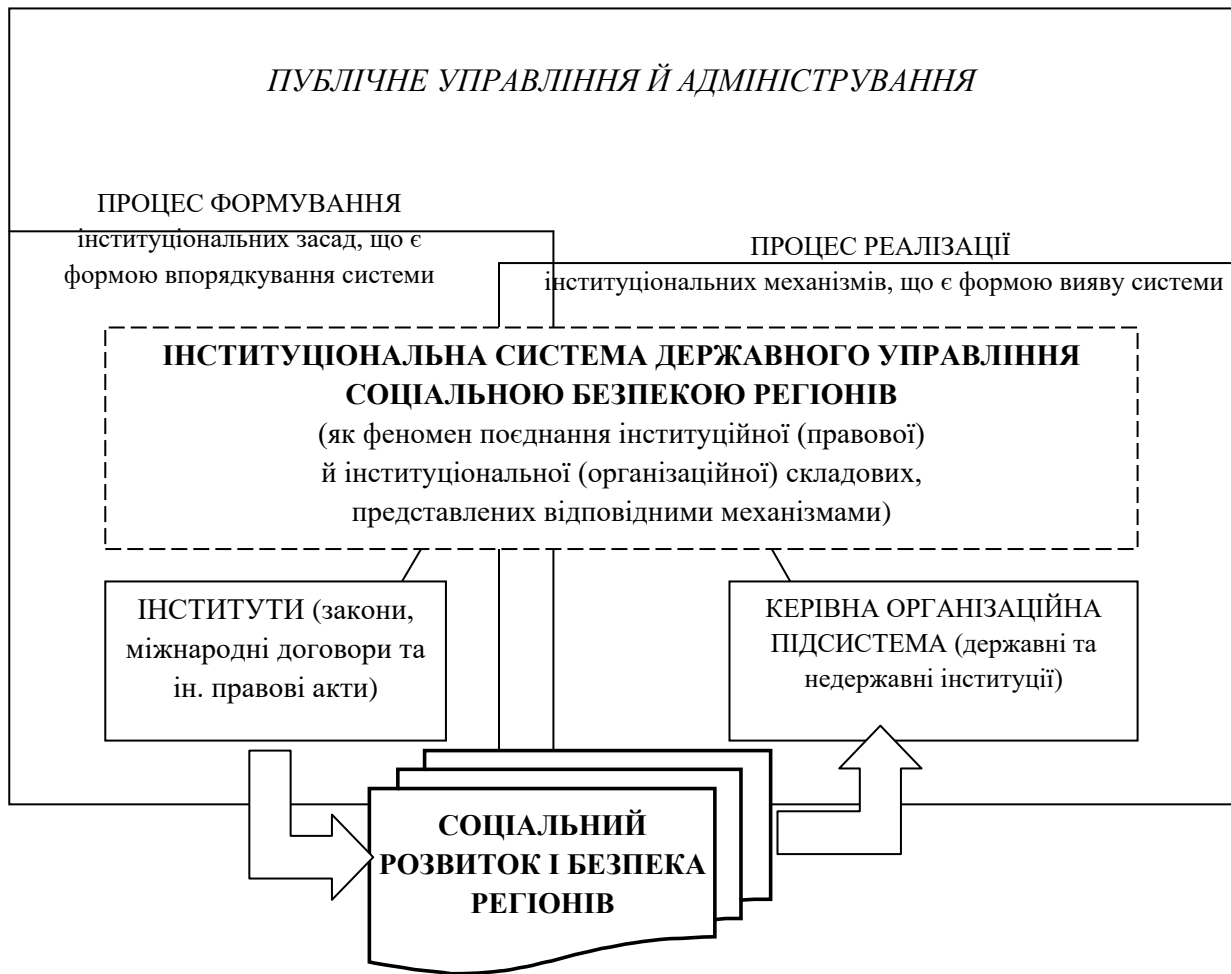 ПУБЛІЧНЕ УПРАВЛІННЯ Й АДМІНІСТРУВАННЯ
ПРОЦЕС ФОРМУВАННЯ
інституціональних засад, що є
формою впорядкування системи
ПРОЦЕС РЕАЛІЗАЦІЇ
інституціональних механізмів, що є формою вияву системи
ІНСТИТУЦІОНАЛЬНА СИСТЕМА ДЕРЖАВНОГО УПРАВЛІННЯ
СОЦІАЛЬНОЮ БЕЗПЕКОЮ РЕГІОНІВ
(як феномен поєднання інституційної (правової)
й інституціональної (організаційної) складових,
представлених відповідними механізмами)
ІНСТИТУТИ (закони,
міжнародні договори та
ін. правові акти)
КЕРІВНА ОРГАНІЗАЦІЙНА
ПІДСИСТЕМА (державні та
недержавні інституції)
СОЦІАЛЬНИЙ
РОЗВИТОК І БЕЗПЕКА
РЕГІОНІВ